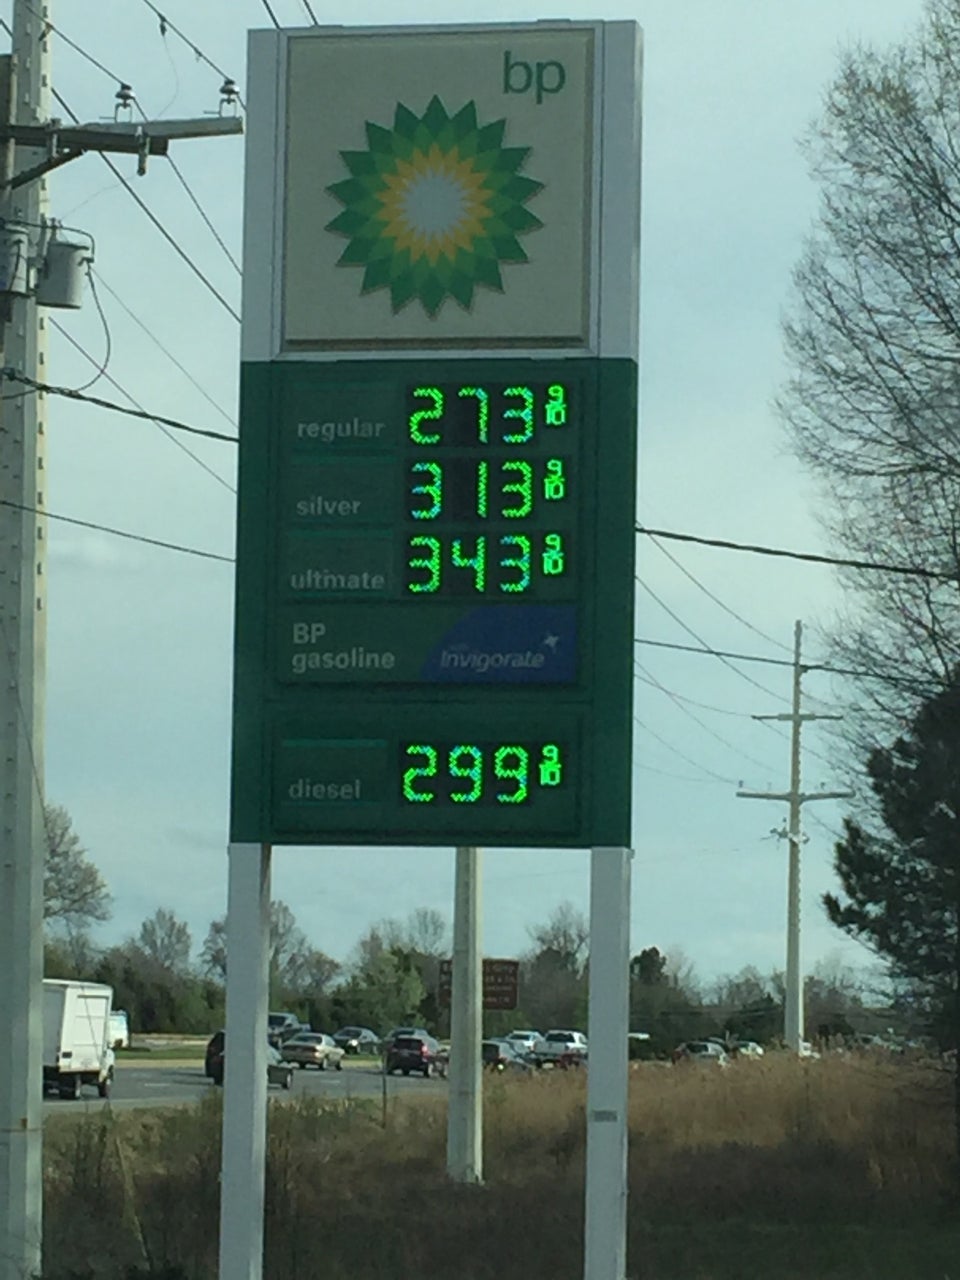 bp
regular 273 9/10
silver 313 9/10
ultimate 343 9/10
BP
gasoline
with
Invigorate
diesel 299 9/10